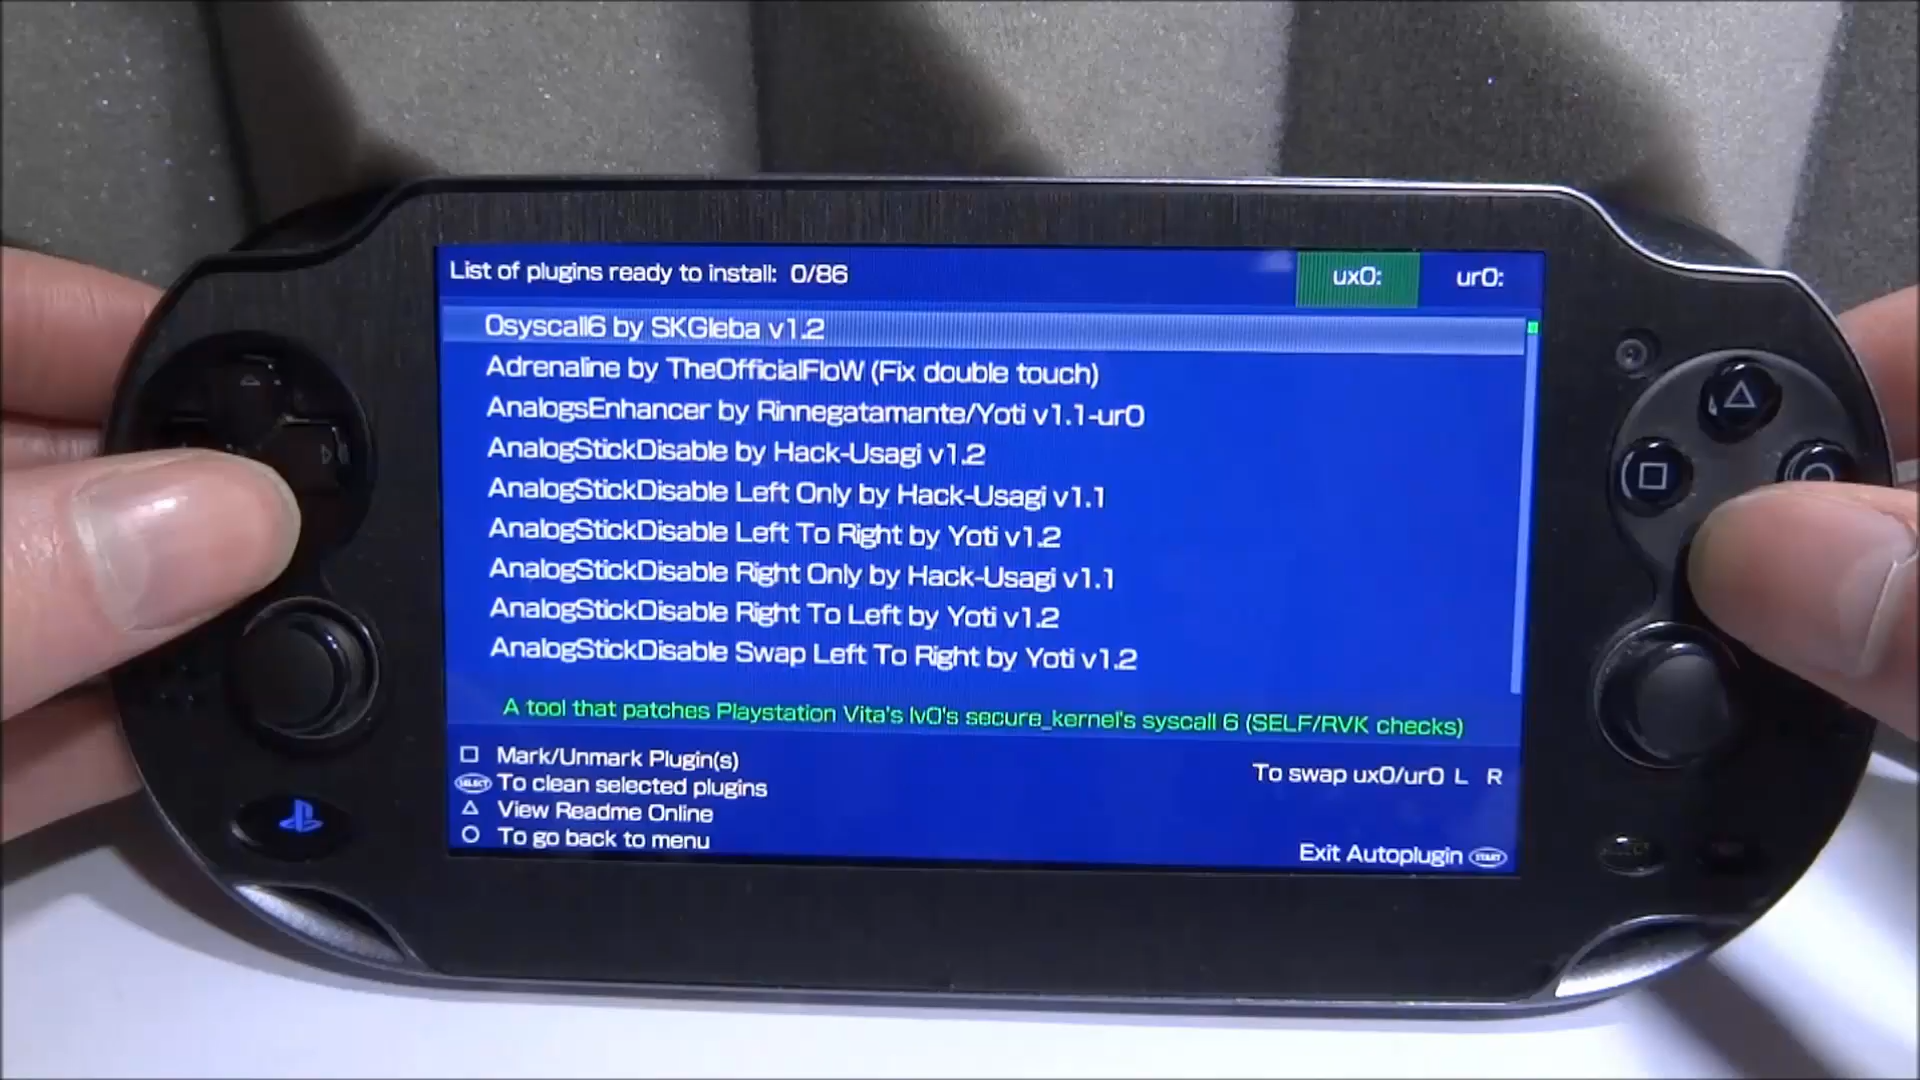 List of plugins ready to install: 0/86
ux0:
ur0:
0syscall6 by SKGleba v1.2
Adrenaline by TheOfficialFloW (Fix double touch)
AnalogsEnhancer by Rinnegatamante/Yoti v1.1-ur0
AnalogStickDisable by Hack-Usagi v1.2
AnalogStickDisable Left Only by Hack-Usagi v1.1
AnalogStickDisable Left To Right by Yoti v1.2
AnalogStickDisable Right Only by Hack-Usagi v1.1
AnalogStickDisable Right To Left by Yoti v1.2
AnalogStickDisable Swap Left To Right by Yoti v1.2
A tool that patches Playstation Vita's lv0's secure_kernel's syscall 6 (SELF/RVK checks)
Mark/Unmark Plugin(s)
SELECT To clean selected plugins
To swap ux0/ur0 L R
View Readme Online
To go back to menu
Exit Autoplugin START